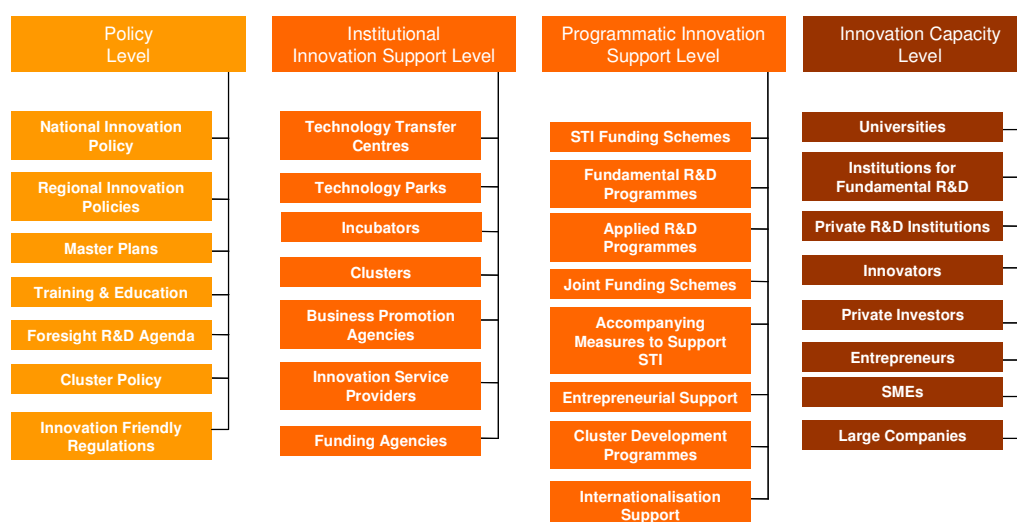 Policy
Level
National Innovation
Policy
Regional Innovation
Policies
Master Plans
Training & Education
Foresight R&D Agenda
Cluster Policy
Innovation Friendly
Regulations
Institutional
Innovation Support Level
Technology Transfer
Centres
Technology Parks
Incubators
Clusters
Business Promotion
Agencies
Innovation Service
Providers
Funding Agencies
Programmatic Innovation
Support Level
STI Funding Schemes
Fundamental R&D
Programmes
Applied R&D
Programmes
Joint Funding Schemes
Accompanying
Measures to Support
STI
Entrepreneurial Support
Cluster Development
Programmes
Internationalisation
Support
Innovation Capacity
Level
Universities
Institutions for
Fundamental R&D
Private R&D Institutions
Innovators
Private Investors
Entrepreneurs
SMEs
Large Companies